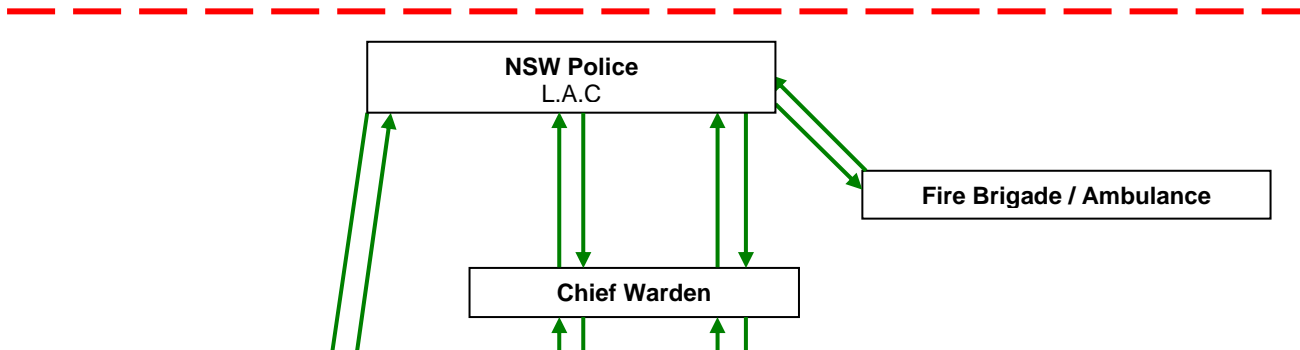 NSW Police
L.A.C
Fire Brigade / Ambulance
Chief Warden